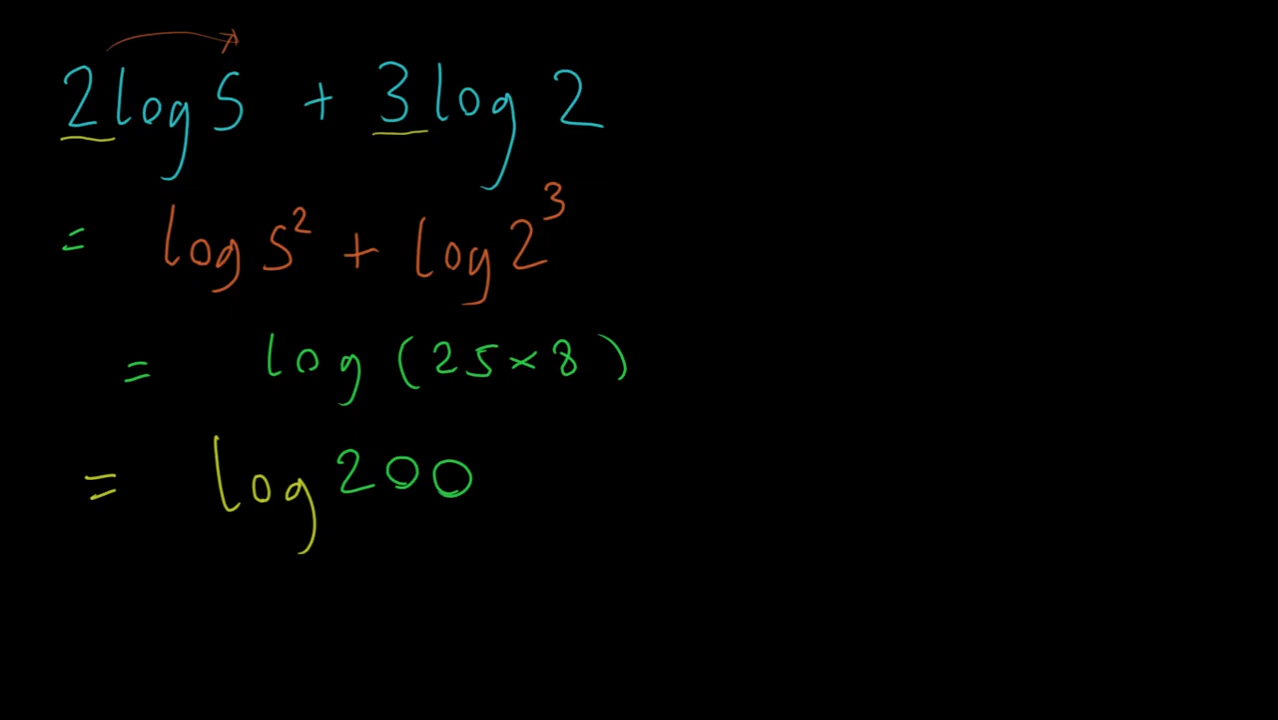 2log5 + 3log2
= log5² + log2³
= log(25×8)
= log200